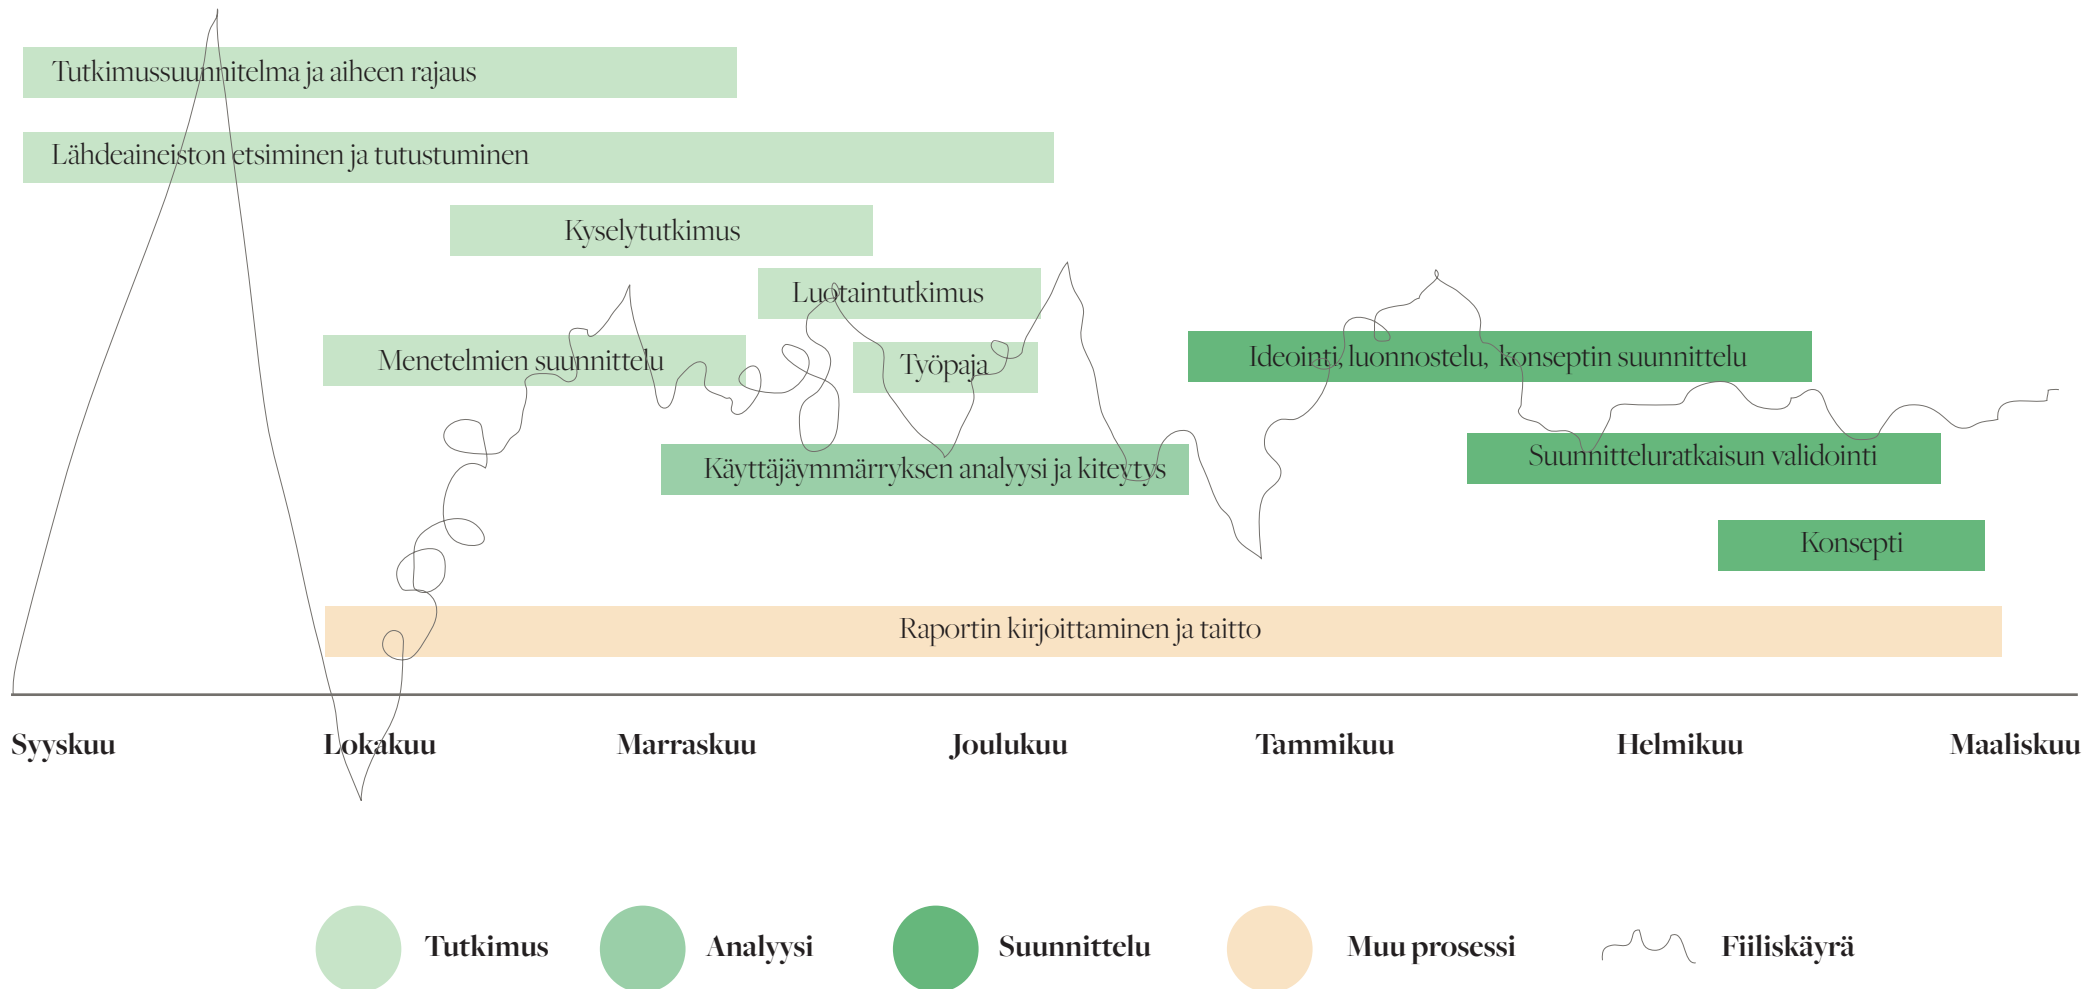 Tutkimussuunnitelma ja aiheen rajaus
Lähdeaineiston etsiminen ja tutustuminen
Kyselytutkimus
Luotaintutkimus
Menetelmien suunnittelu
Työpaja
Ideointi, luonnostelu, konseptin suunnittelu
Käyttäjäymmärryksen analyysi ja kiteytys
Suunnitteluratkaisun validointi
Konsepti
Raportin kirjoittaminen ja taitto
Syyskuu
Lokakuu
Marraskuu
Joulukuu
Tammikuu
Helmikuu
Maaliskuu
Tutkimus
Analyysi
Suunnittelu
Muu prosessi
Fiiliskäyrä